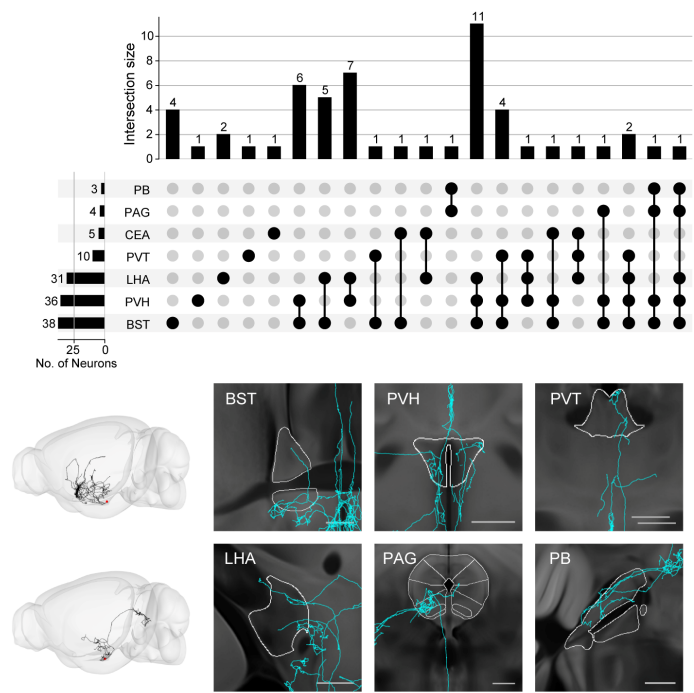 Intersection size
10
8
6
4
2
0
4 1 2 1 1 6 5 7 1 1 1 1 11 4 1 1 1 1 2 1 1
3 PB
4 PAG
5 CEA
10 PVT
31 LHA
36 PVH
38 BST
25 0
No. of Neurons
BST PVH PVT
LHA PAG PB